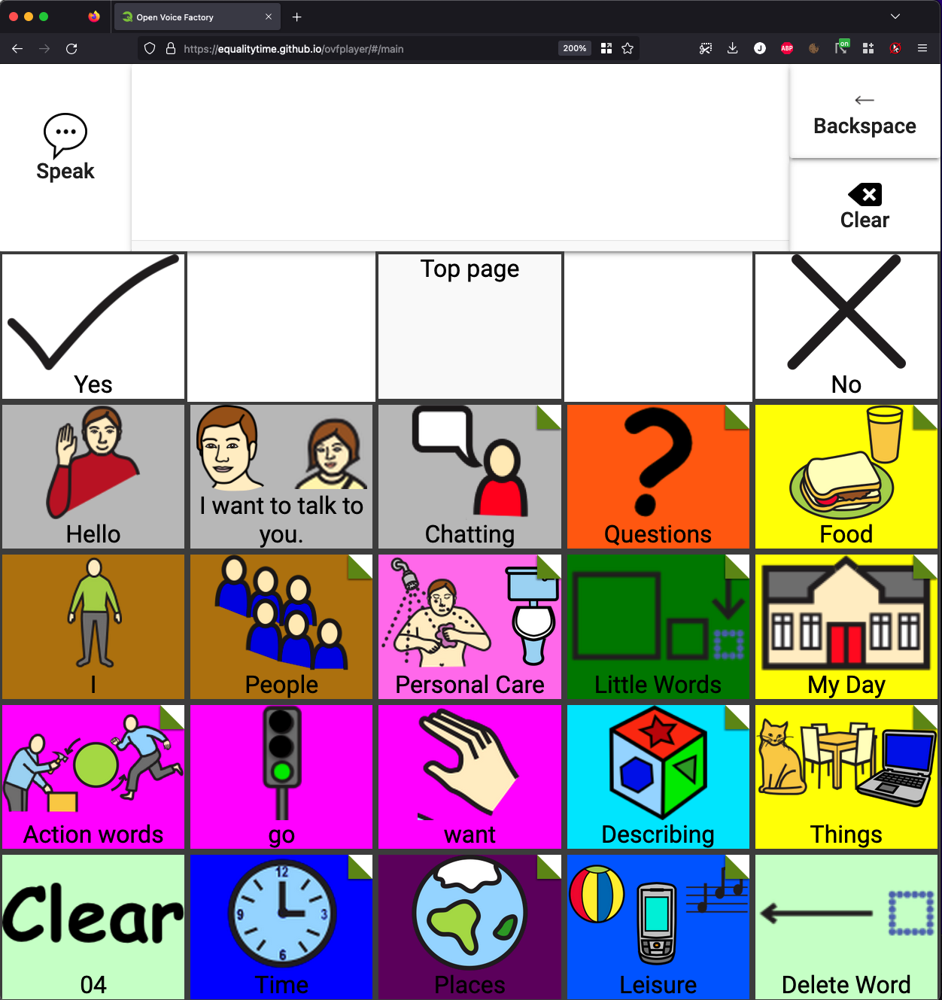 Open Voice Factory
https://equalitytime.github.io/ovfplayer/#/main
200%
J
ABP
on
Speak
Backspace
Clear
Top page
Yes
No
Hello
I want to talk to
you.
Chatting
Questions
Food
I
People
Personal Care
Little Words
My Day
Action words
go
want
Describing
Things
Clear
04
12
9
3
6
Time
Places
Leisure
Delete Word